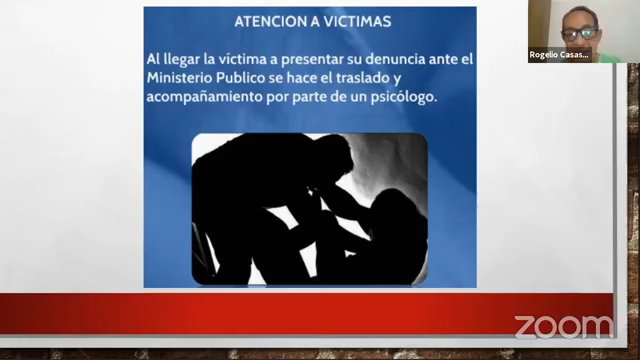 ATENCION A VICTIMAS
Al llegar la víctima a presentar su denuncia ante el
Ministerio Publico se hace el traslado y
acompañamiento por parte de un psicólogo.
Rogelio Casas...
zoom